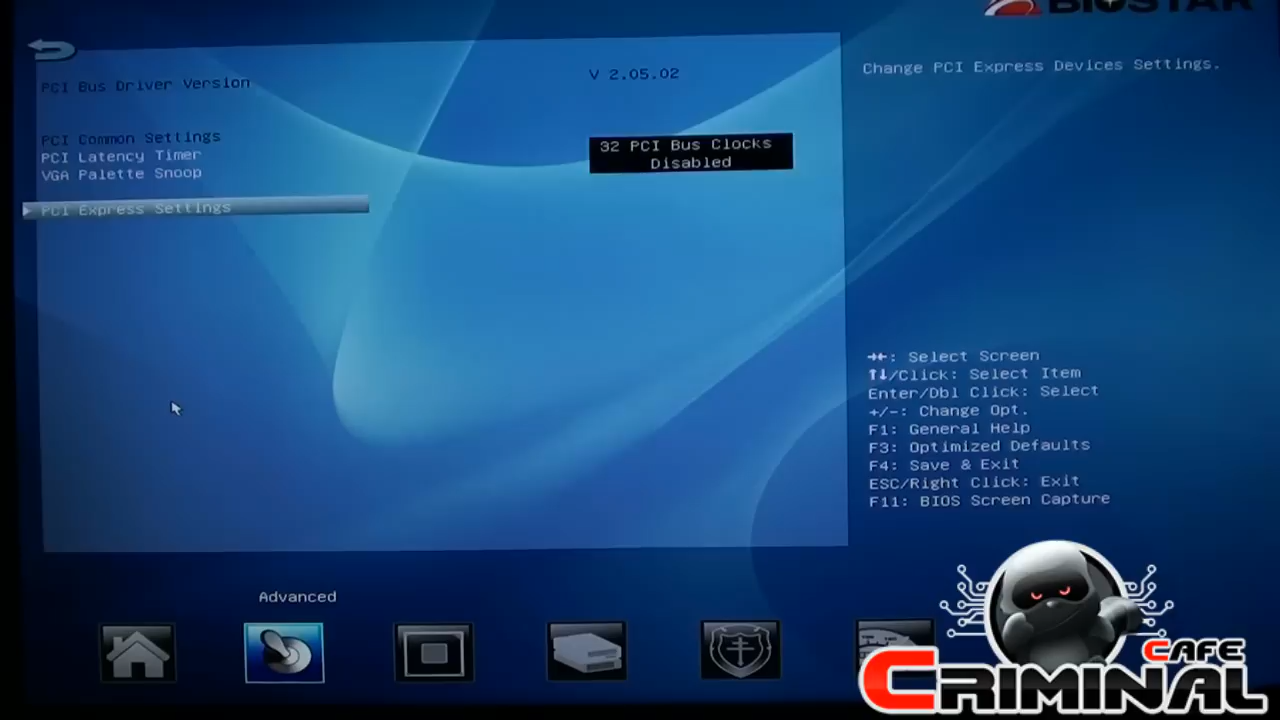 BIOSTAR
PCI Bus Driver Version
V 2.05.02
PCI Common Settings
PCI Latency Timer
32 PCI Bus Clocks
VGA Palette Snoop
Disabled
PCI Express Settings
Change PCI Express Devices Settings.
→←: Select Screen
↑↓/Click: Select Item
Enter/Dbl Click: Select
+/-: Change Opt.
F1: General Help
F3: Optimized Defaults
F4: Save & Exit
ESC/Right Click: Exit
F11: BIOS Screen Capture
Advanced
CAFE
CRIMINAL